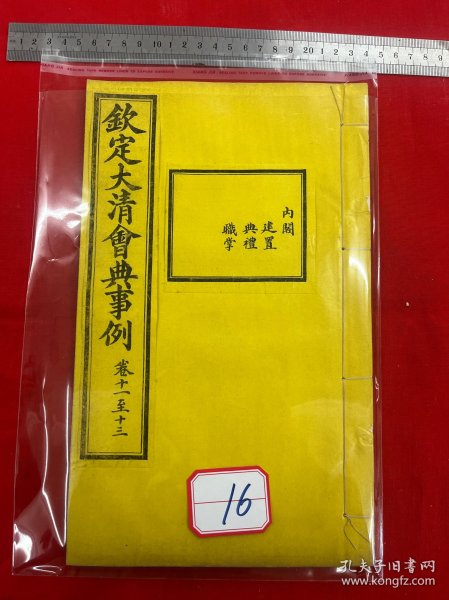 欽定大清會典事例 卷十一至十三
內閣
建置
典禮
職掌
16
孔夫子旧书网
www.kongfz.com